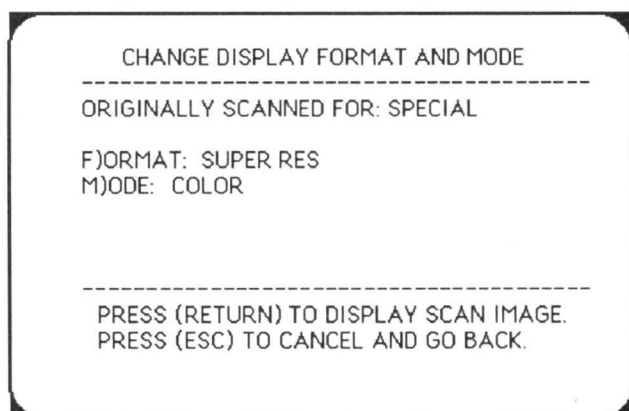 CHANGE DISPLAY FORMAT AND MODE
----------------------------------------
ORIGINALLY SCANNED FOR: SPECIAL
F)ORMAT: SUPER RES
M)ODE: COLOR
----------------------------------------
PRESS (RETURN) TO DISPLAY SCAN IMAGE.
PRESS (ESC) TO CANCEL AND GO BACK.